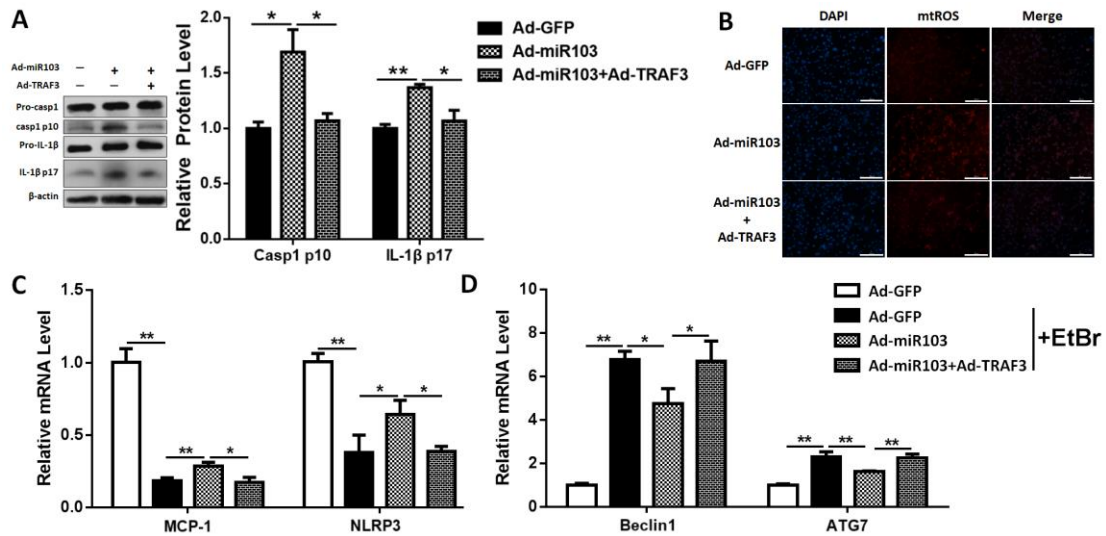 A
Ad-miR103 – + +
Ad-TRAF3 – – +
Pro-casp1
casp1 p10
Pro-IL-1β
IL-1β p17
β-actin
Relative Protein Level
2.0
1.5
1.0
0.5
0.0
* *
** *
Casp1 p10 IL-1β p17
Ad-GFP
Ad-miR103
Ad-miR103+Ad-TRAF3
B
DAPI mtROS Merge
Ad-GFP
Ad-miR103
Ad-miR103
+
Ad-TRAF3
C
Relative mRNA Level
1.5
1.0
0.5
0.0
** ** *
** * *
MCP-1 NLRP3
D
Relative mRNA Level
10
8
6
4
2
0
** * *
** ** **
Beclin1 ATG7
Ad-GFP
Ad-GFP
Ad-miR103
Ad-miR103+Ad-TRAF3
+EtBr